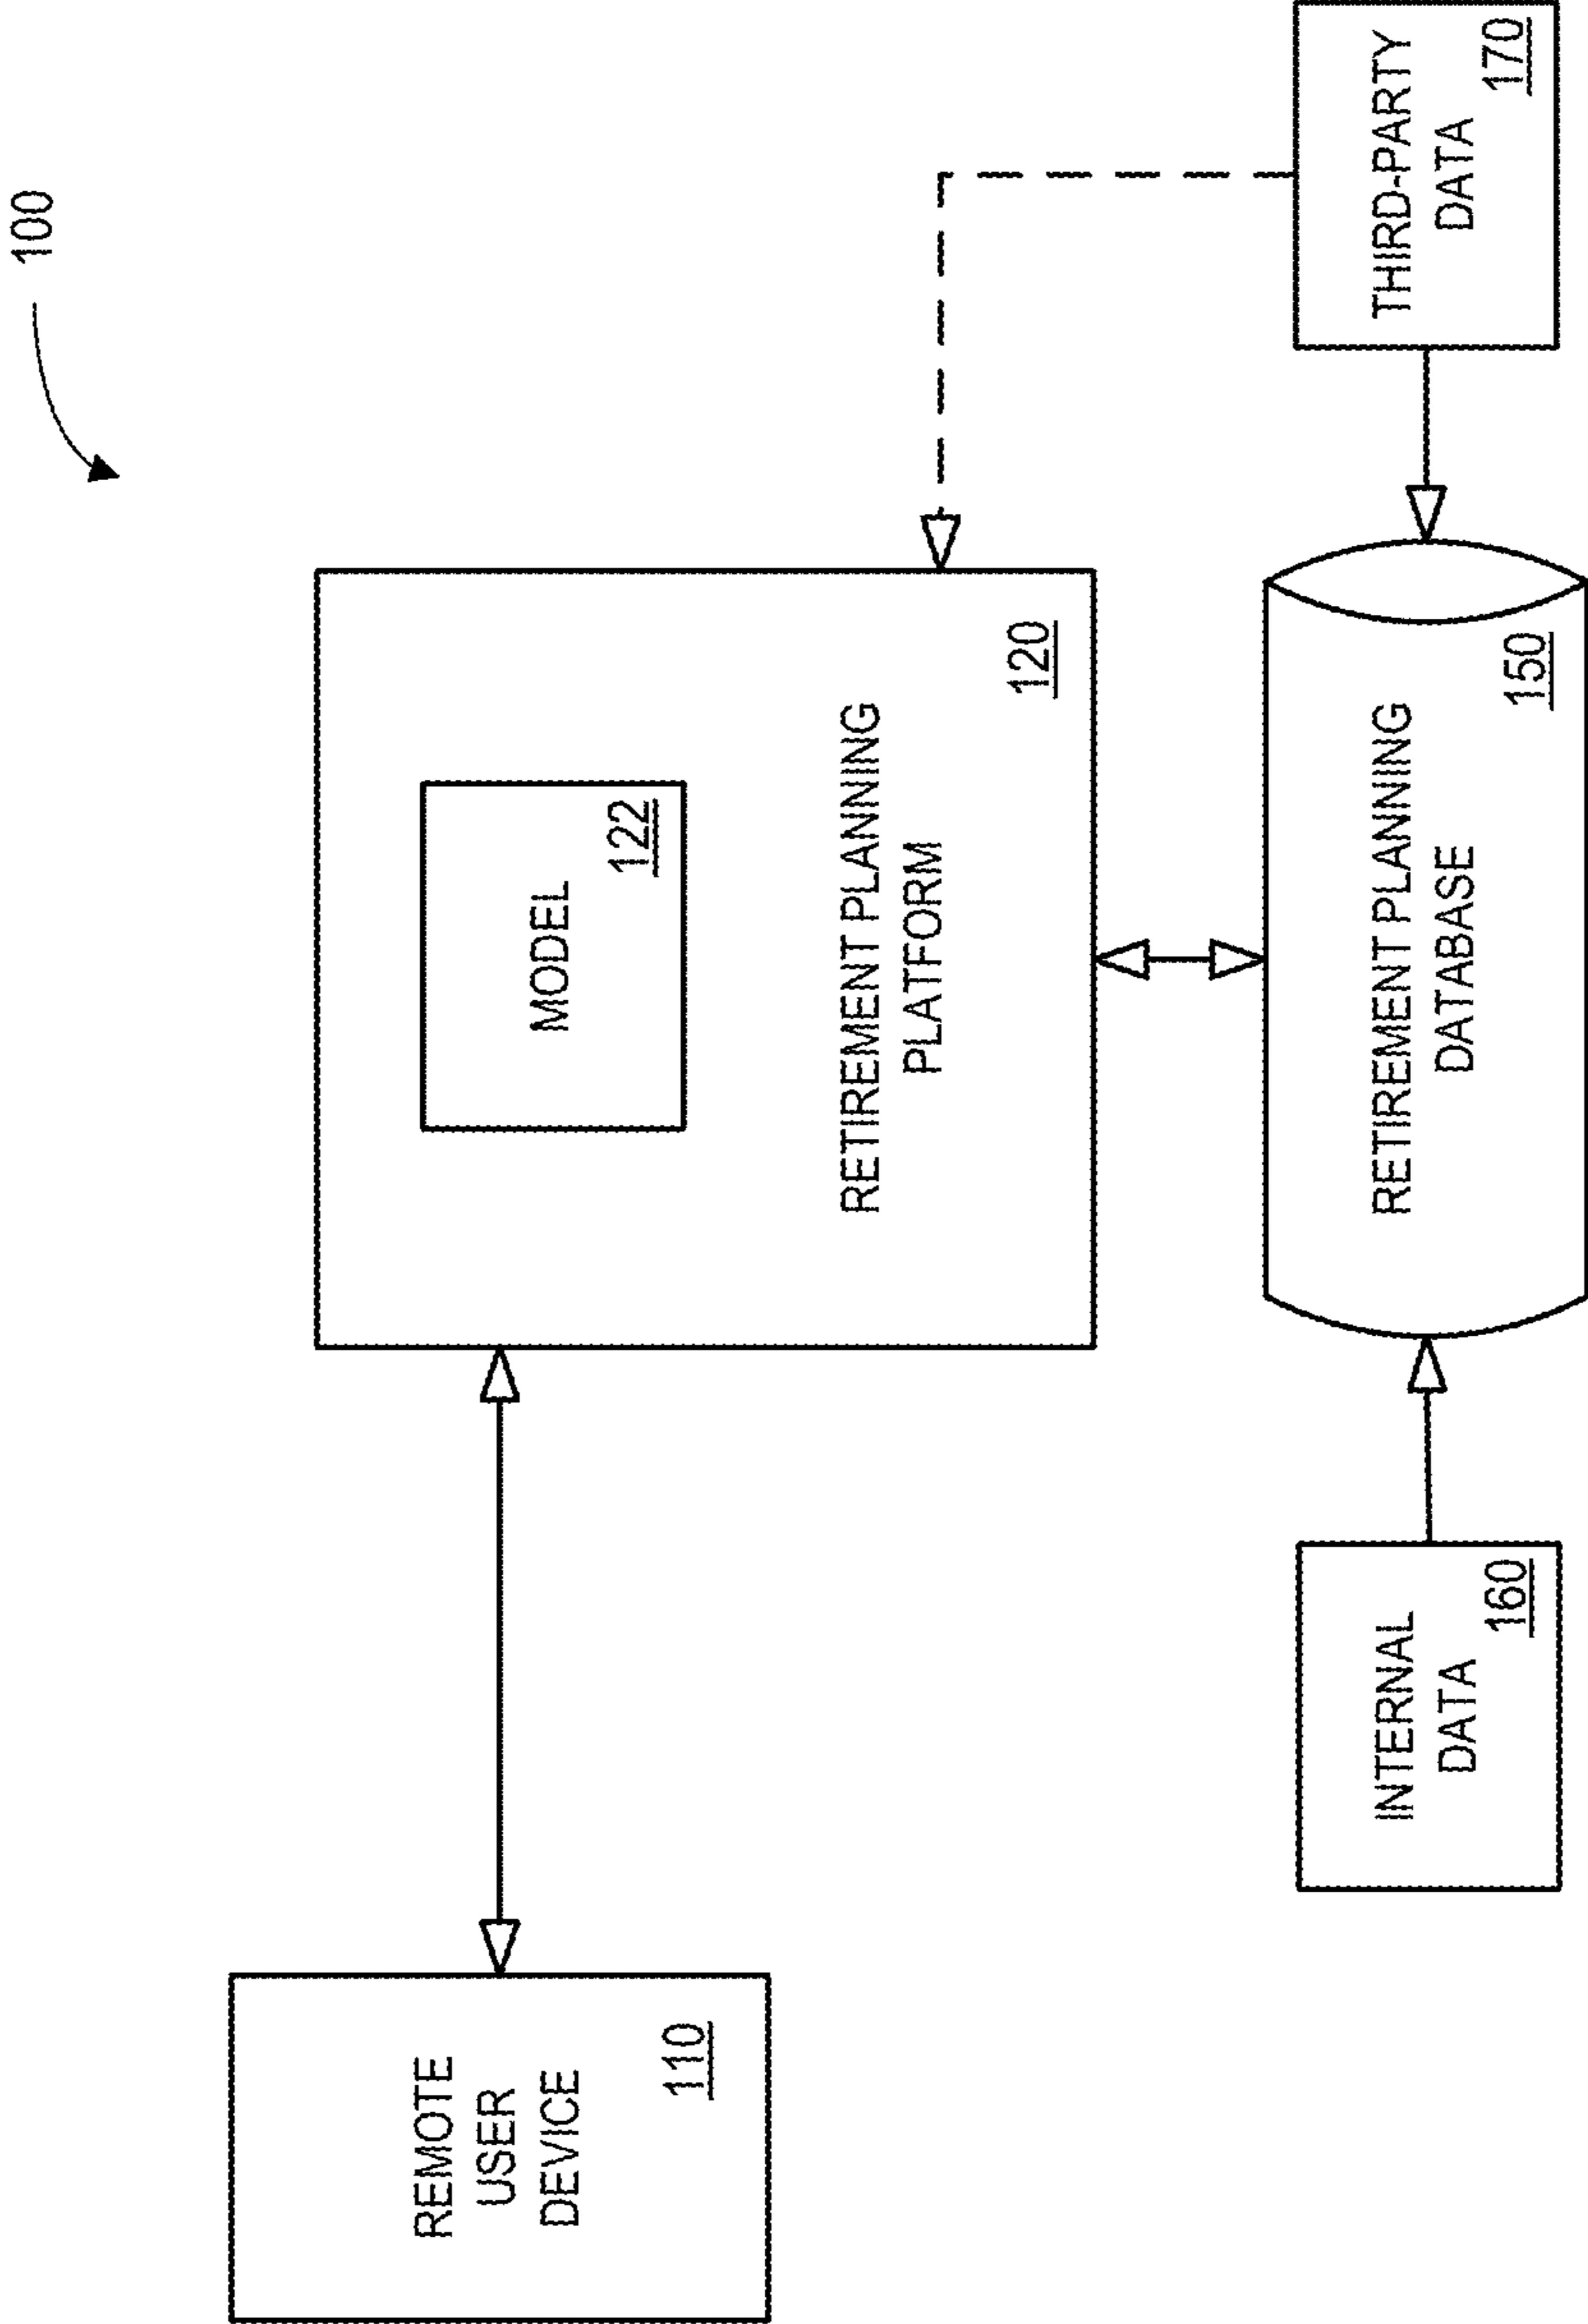 100
REMOTE
USER
DEVICE
110
MODEL
122
RETIREMENT PLANNING
PLATFORM
120
INTERNAL
DATA
160
RETIREMENT PLANNING
DATABASE
150
THIRD-PARTY
DATA
170